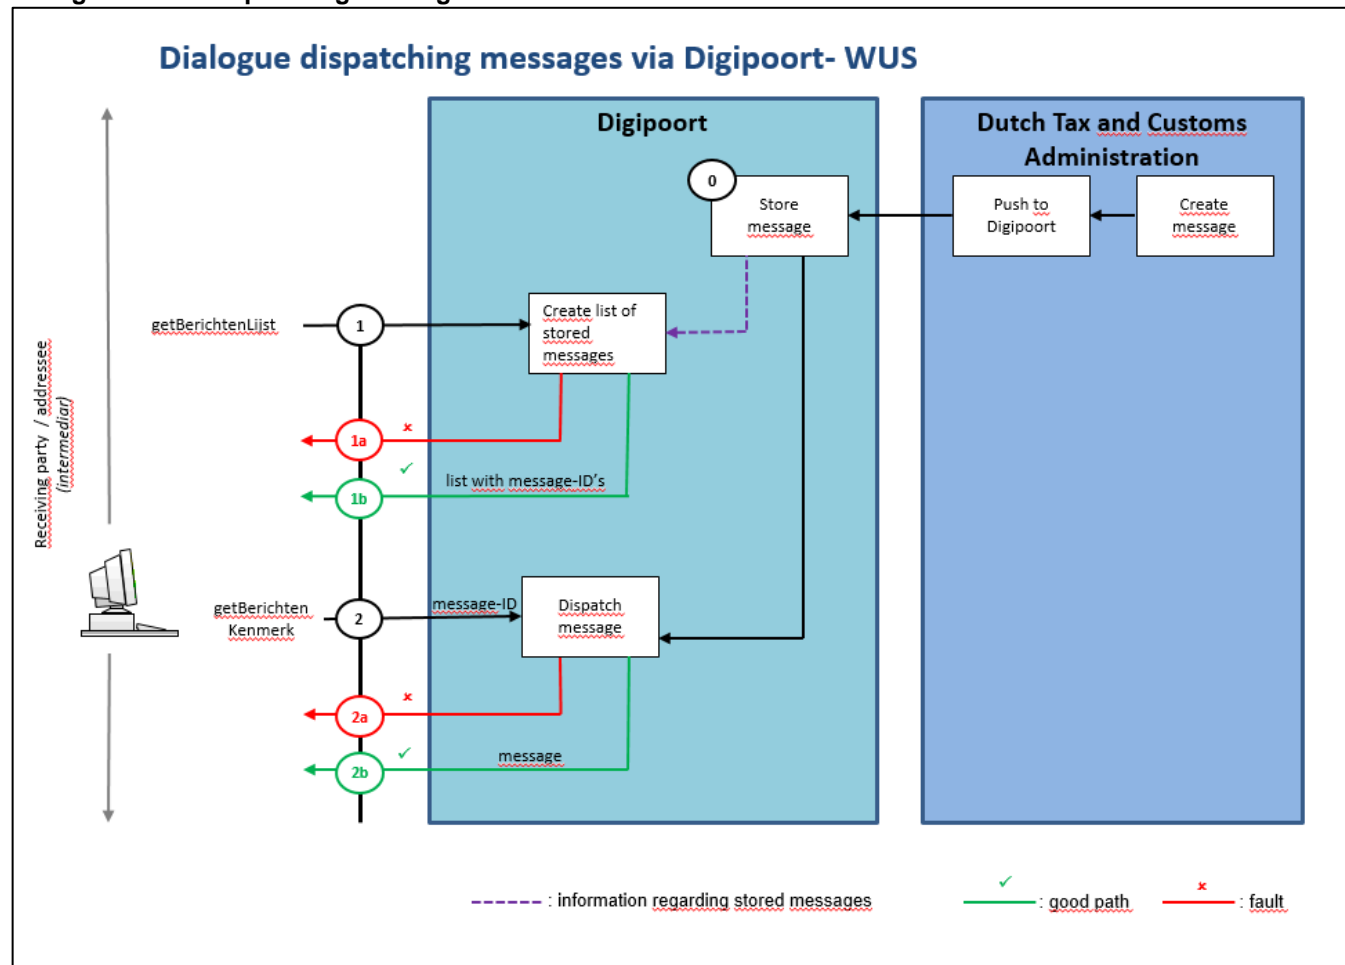 Dialogue dispatching messages via Digipoort- WUS
Digipoort
Dutch Tax and Customs
Administration
0
Store
message
Push to
Digipoort
Create
message
getBerichtenLijst
1
Create list of
stored
messages
Receiving party / addressee
(intermediar)
1a
x
✓
1b
list with message-ID's
getBerichten
Kenmerk
2
message-ID
Dispatch
message
2a
x
✓
2b
message
: information regarding stored messages
✓
: good path
x
: fault